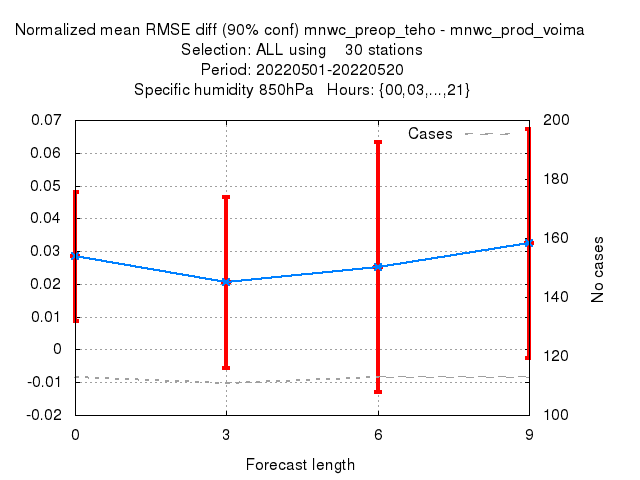 Normalized mean RMSE diff (90% conf) mnwc_preop_teho - mnwc_prod_voima
Selection: ALL using 30 stations
Period: 20220501-20220520
Specific humidity 850hPa Hours: {00,03,...,21}
Cases
0.07
0.06
0.05
0.04
0.03
0.02
0.01
0
-0.01
-0.02
200
180
160
140
120
100
No cases
0 3 6 9
Forecast length